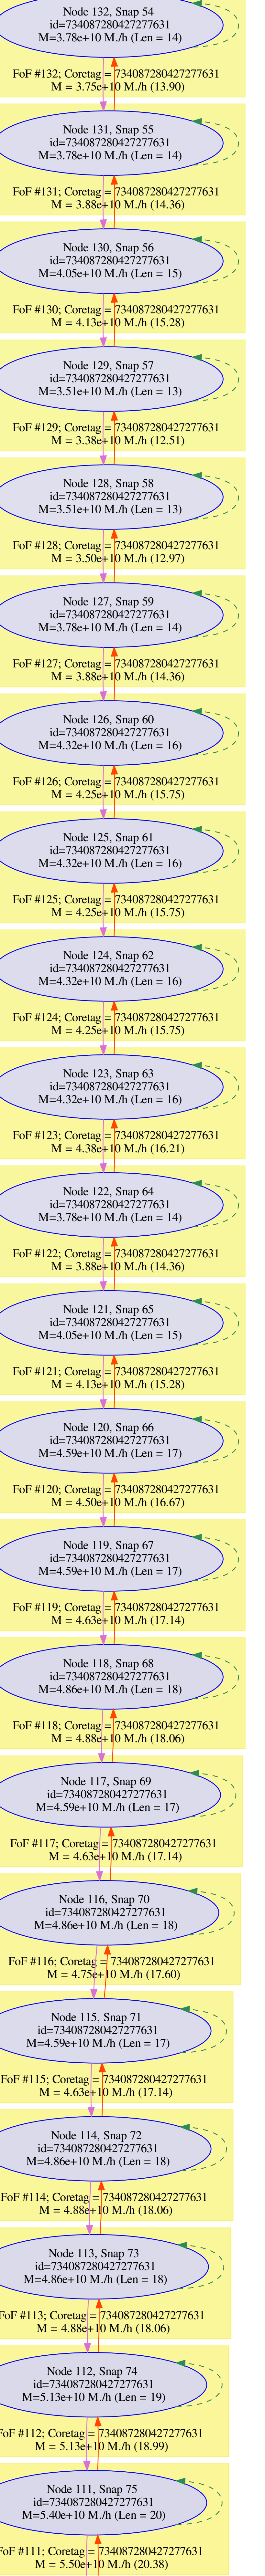 Node 132, Snap 54
id=734087280427277631
M=3.78e+10 M./h (Len = 14)
FoF #132; Coretag = 734087280427277631
M = 3.75e+10 M./h (13.90)
Node 131, Snap 55
id=734087280427277631
M=3.78e+10 M./h (Len = 14)
FoF #131; Coretag = 734087280427277631
M = 3.88e+10 M./h (14.36)
Node 130, Snap 56
id=734087280427277631
M=4.05e+10 M./h (Len = 15)
FoF #130; Coretag = 734087280427277631
M = 4.13e+10 M./h (15.28)
Node 129, Snap 57
id=734087280427277631
M=3.51e+10 M./h (Len = 13)
FoF #129; Coretag = 734087280427277631
M = 3.38e+10 M./h (12.51)
Node 128, Snap 58
id=734087280427277631
M=3.51e+10 M./h (Len = 13)
FoF #128; Coretag = 734087280427277631
M = 3.50e+10 M./h (12.97)
Node 127, Snap 59
id=734087280427277631
M=3.78e+10 M./h (Len = 14)
FoF #127; Coretag = 734087280427277631
M = 3.88e+10 M./h (14.36)
Node 126, Snap 60
id=734087280427277631
M=4.32e+10 M./h (Len = 16)
FoF #126; Coretag = 734087280427277631
M = 4.25e+10 M./h (15.75)
Node 125, Snap 61
id=734087280427277631
M=4.32e+10 M./h (Len = 16)
FoF #125; Coretag = 734087280427277631
M = 4.25e+10 M./h (15.75)
Node 124, Snap 62
id=734087280427277631
M=4.32e+10 M./h (Len = 16)
FoF #124; Coretag = 734087280427277631
M = 4.25e+10 M./h (15.75)
Node 123, Snap 63
id=734087280427277631
M=4.32e+10 M./h (Len = 16)
FoF #123; Coretag = 734087280427277631
M = 4.38e+10 M./h (16.21)
Node 122, Snap 64
id=734087280427277631
M=3.78e+10 M./h (Len = 14)
FoF #122; Coretag = 734087280427277631
M = 3.88e+10 M./h (14.36)
Node 121, Snap 65
id=734087280427277631
M=4.05e+10 M./h (Len = 15)
FoF #121; Coretag = 734087280427277631
M = 4.13e+10 M./h (15.28)
Node 120, Snap 66
id=734087280427277631
M=4.59e+10 M./h (Len = 17)
FoF #120; Coretag = 734087280427277631
M = 4.50e+10 M./h (16.67)
Node 119, Snap 67
id=734087280427277631
M=4.59e+10 M./h (Len = 17)
FoF #119; Coretag = 734087280427277631
M = 4.63e+10 M./h (17.14)
Node 118, Snap 68
id=734087280427277631
M=4.86e+10 M./h (Len = 18)
FoF #118; Coretag = 734087280427277631
M = 4.88e+10 M./h (18.06)
Node 117, Snap 69
id=734087280427277631
M=4.59e+10 M./h (Len = 17)
FoF #117; Coretag = 734087280427277631
M = 4.63e+10 M./h (17.14)
Node 116, Snap 70
id=734087280427277631
M=4.86e+10 M./h (Len = 18)
FoF #116; Coretag = 734087280427277631
M = 4.75e+10 M./h (17.60)
Node 115, Snap 71
id=734087280427277631
M=4.59e+10 M./h (Len = 17)
FoF #115; Coretag = 734087280427277631
M = 4.63e+10 M./h (17.14)
Node 114, Snap 72
id=734087280427277631
M=4.86e+10 M./h (Len = 18)
FoF #114; Coretag = 734087280427277631
M = 4.88e+10 M./h (18.06)
Node 113, Snap 73
id=734087280427277631
M=4.86e+10 M./h (Len = 18)
FoF #113; Coretag = 734087280427277631
M = 4.88e+10 M./h (18.06)
Node 112, Snap 74
id=734087280427277631
M=5.13e+10 M./h (Len = 19)
FoF #112; Coretag = 734087280427277631
M = 5.13e+10 M./h (18.99)
Node 111, Snap 75
id=734087280427277631
M=5.40e+10 M./h (Len = 20)
FoF #111; Coretag = 734087280427277631
M = 5.50e+10 M./h (20.38)